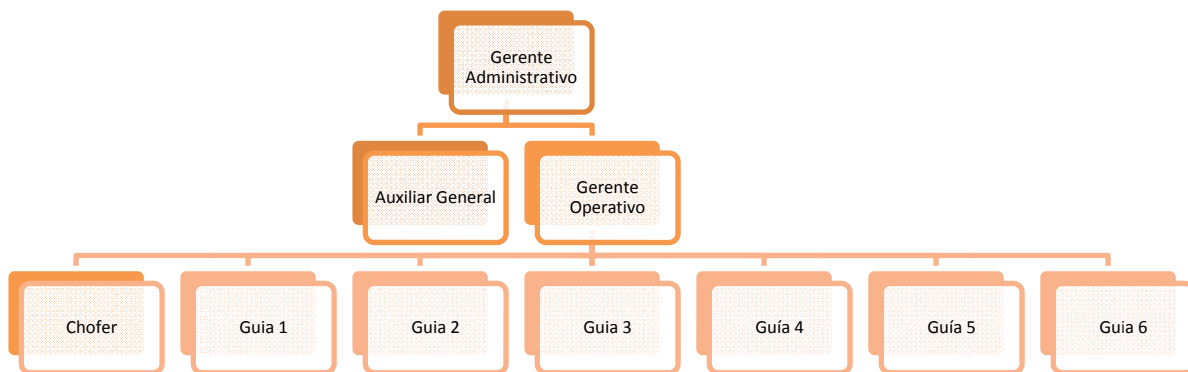 Gerente
Administrativo
Auxiliar General
Gerente
Operativo
Chofer
Guia 1
Guia 2
Guia 3
Guía 4
Guía 5
Guia 6